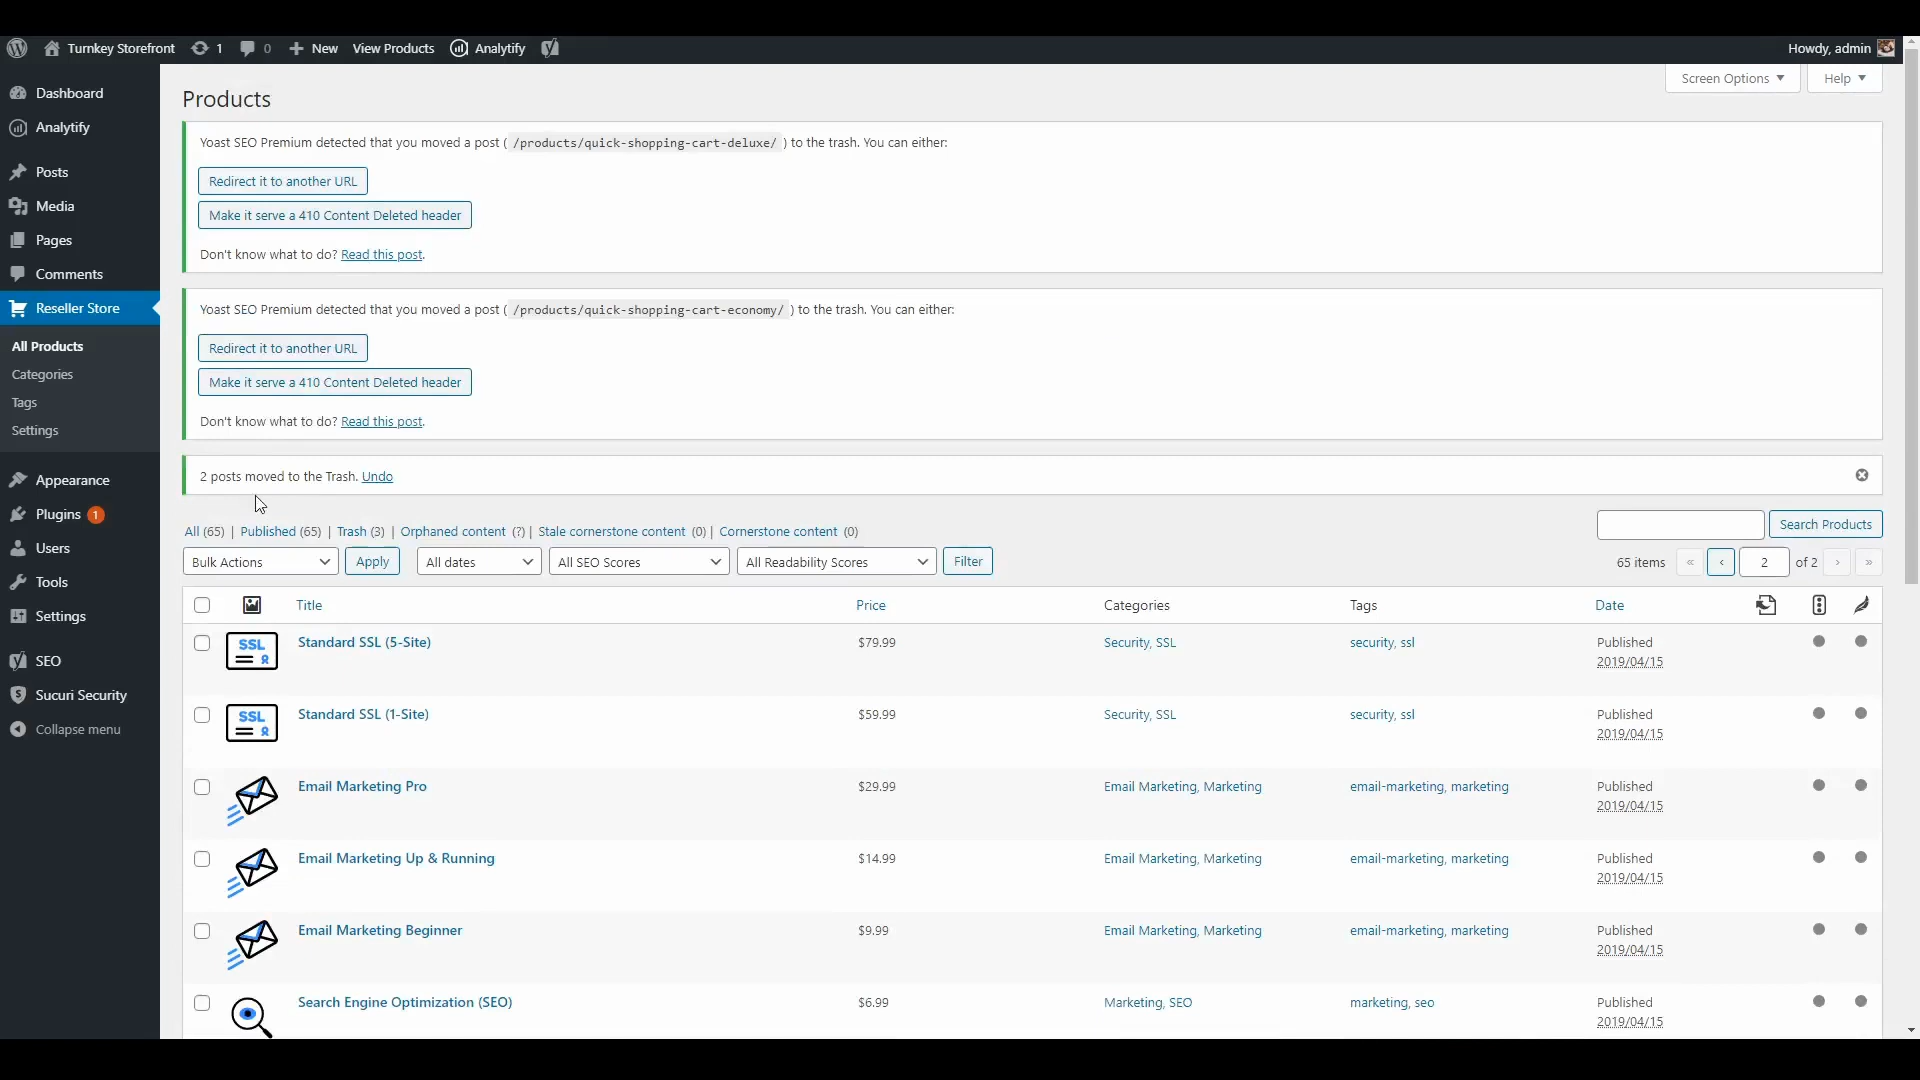 Turnkey Storefront 1 0 New View Products Analytify Howdy, admin
Screen Options Help
Dashboard
Analytify
Posts
Media
Pages
Comments
Reseller Store
All Products
Categories
Tags
Settings
Appearance
Plugins 1
Users
Tools
Settings
SEO
Sucuri Security
Collapse menu
Products
Yoast SEO Premium detected that you moved a post ( /products/quick-shopping-cart-deluxe/ ) to the trash. You can either:
Redirect it to another URL
Make it serve a 410 Content Deleted header
Don't know what to do? Read this post.
Yoast SEO Premium detected that you moved a post ( /products/quick-shopping-cart-economy/ ) to the trash. You can either:
Redirect it to another URL
Make it serve a 410 Content Deleted header
Don't know what to do? Read this post.
2 posts moved to the Trash. Undo
All (65) | Published (65) | Trash (3) | Orphaned content (?) | Stale cornerstone content (0) | Cornerstone content (0)
Search Products
Bulk Actions Apply All dates All SEO Scores All Readability Scores Filter 65 items « ‹ 2 of 2 › »
Title Price Categories Tags Date
SSL Standard SSL (5-Site) $79.99 Security, SSL security, ssl Published
2019/04/15
SSL Standard SSL (1-Site) $59.99 Security, SSL security, ssl Published
2019/04/15
Email Marketing Pro $29.99 Email Marketing, Marketing email-marketing, marketing Published
2019/04/15
Email Marketing Up & Running $14.99 Email Marketing, Marketing email-marketing, marketing Published
2019/04/15
Email Marketing Beginner $9.99 Email Marketing, Marketing email-marketing, marketing Published
2019/04/15
Search Engine Optimization (SEO) $6.99 Marketing, SEO marketing, seo Published
2019/04/15